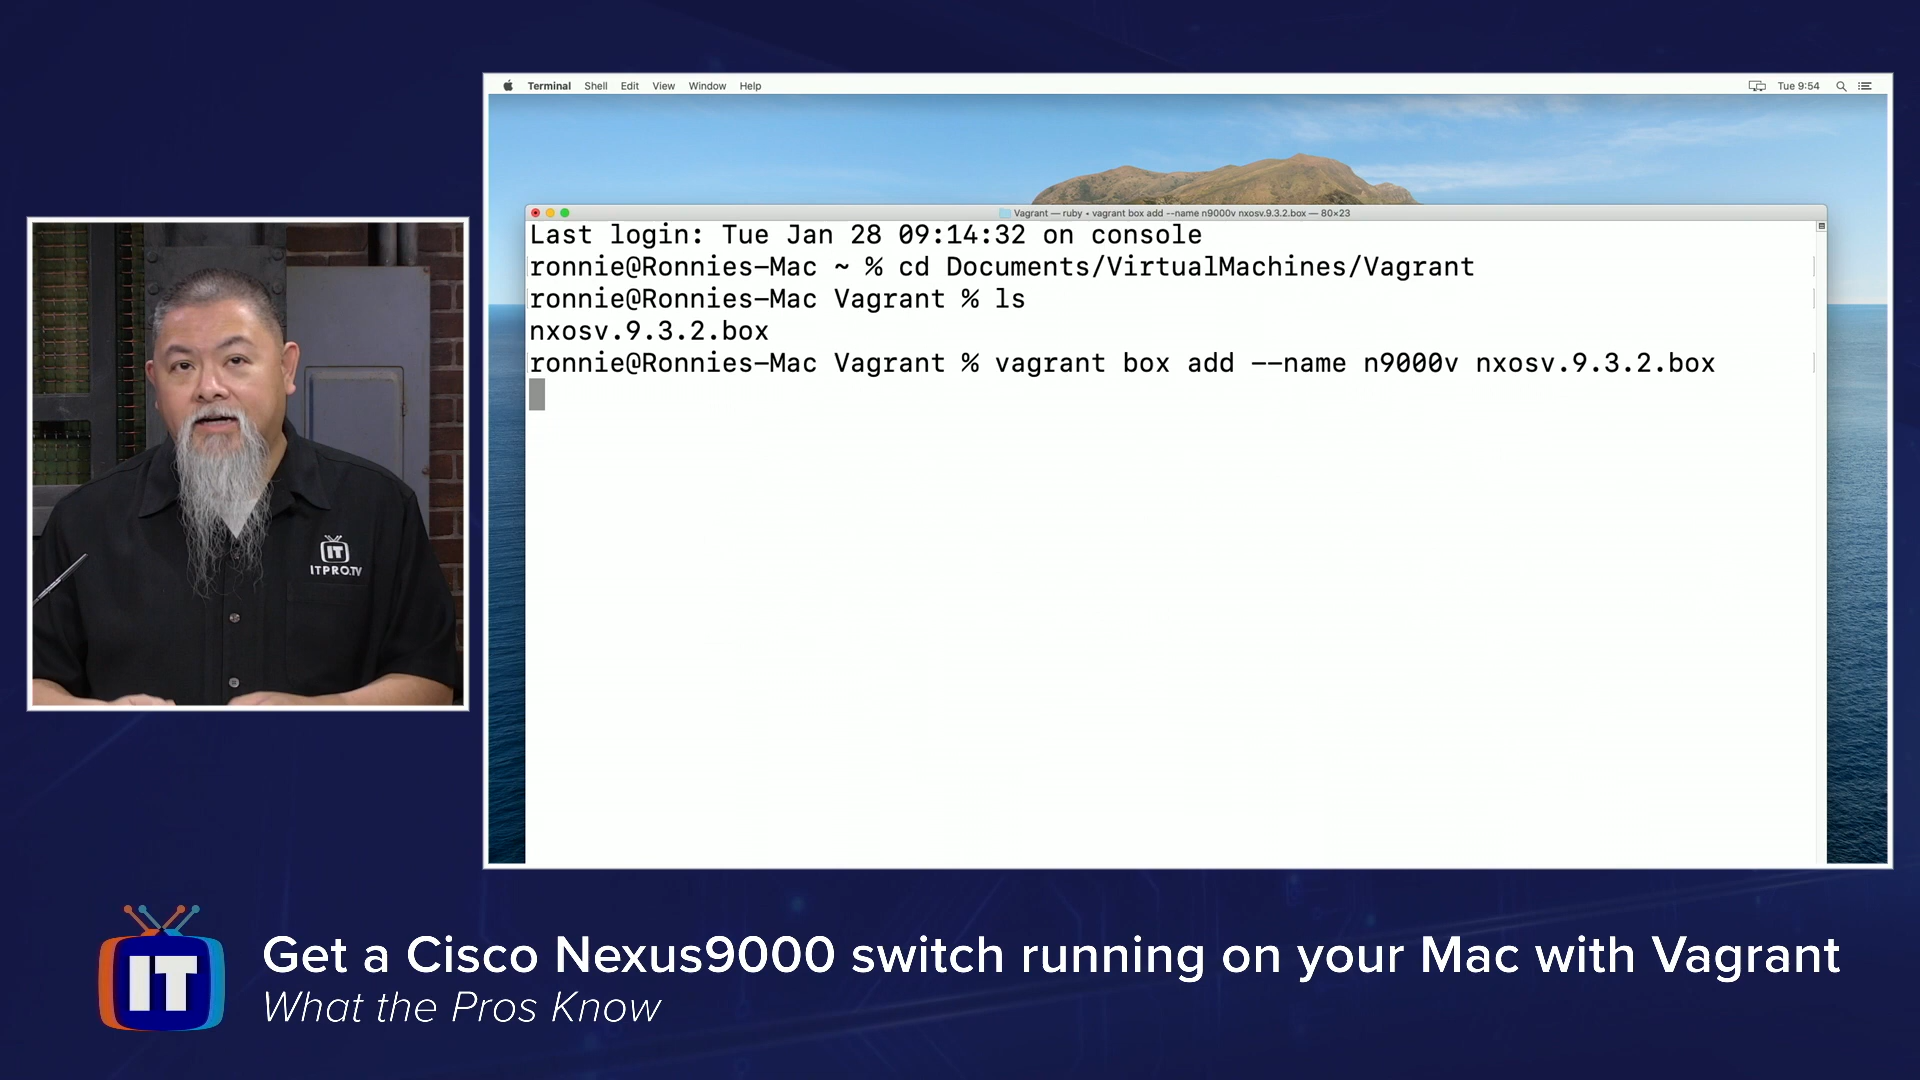 Terminal Shell Edit View Window Help
Tue 9:54
Vagrant — ruby • vagrant box add --name n9000v nxosv.9.3.2.box — 80×23
Last login: Tue Jan 28 09:14:32 on console
ronnie@Ronnies-Mac ~ % cd Documents/VirtualMachines/Vagrant
ronnie@Ronnies-Mac Vagrant % ls
nxosv.9.3.2.box
ronnie@Ronnies-Mac Vagrant % vagrant box add --name n9000v nxosv.9.3.2.box
IT
ITPRO.TV
IT
Get a Cisco Nexus9000 switch running on your Mac with Vagrant
What the Pros Know